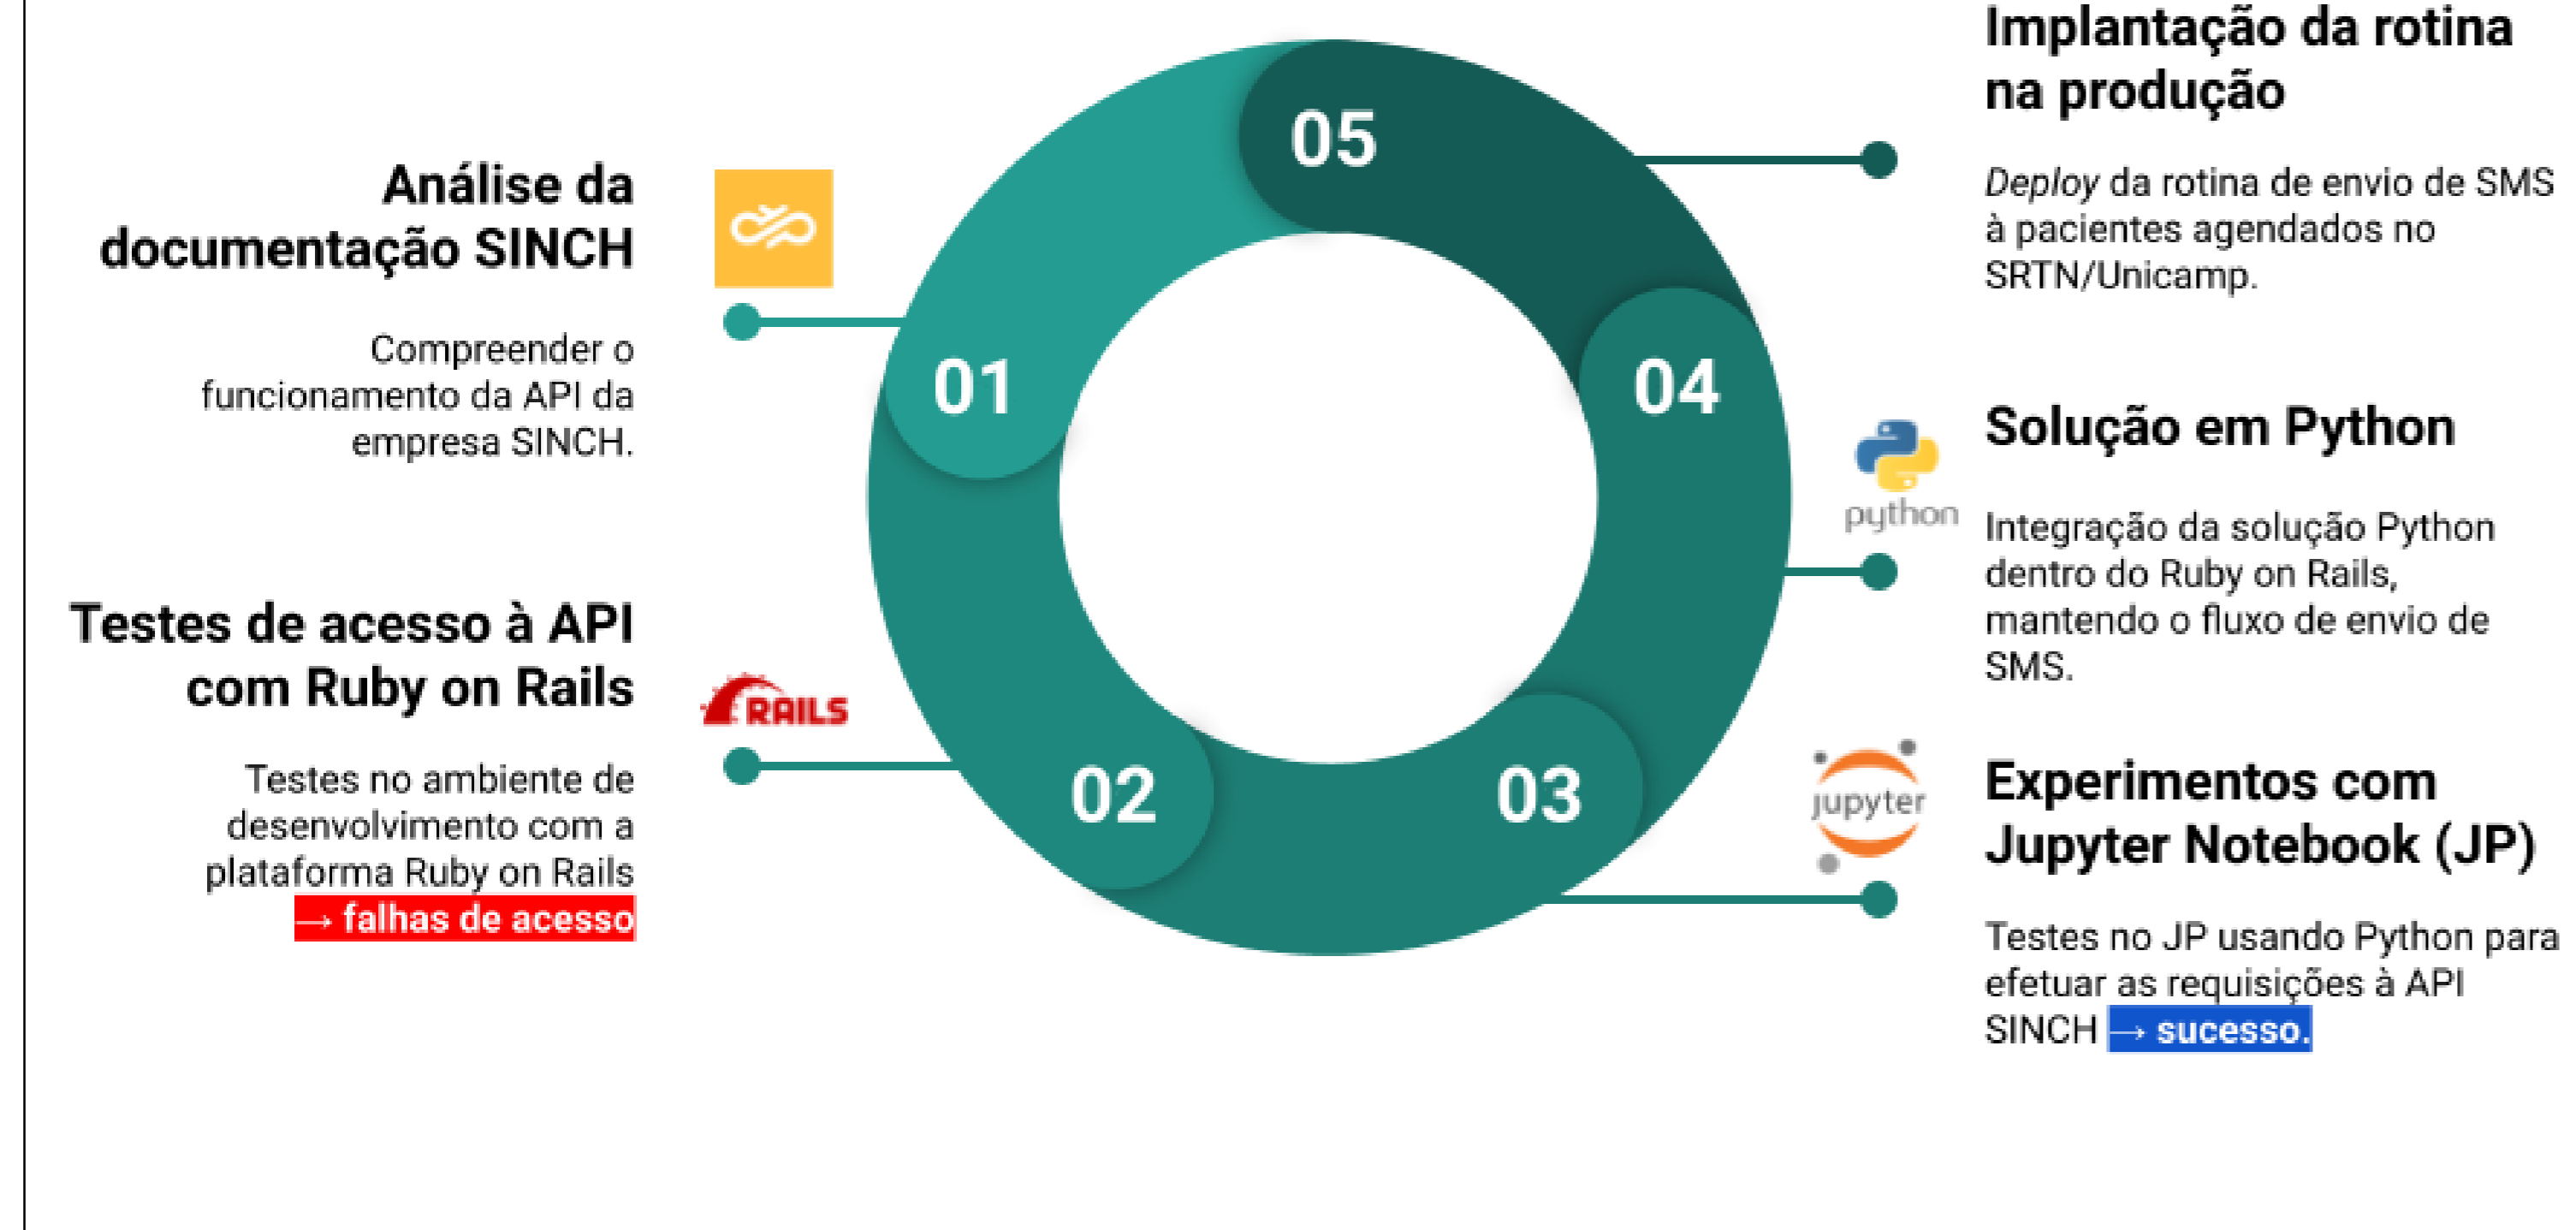 Análise da
documentação SINCH
Compreender o
funcionamento da API da
empresa SINCH.
01
Testes de acesso à API
com Ruby on Rails
RAILS
Testes no ambiente de
desenvolvimento com a
plataforma Ruby on Rails
→ falhas de acesso
02
03
jupyter
Experimentos com
Jupyter Notebook (JP)
Testes no JP usando Python para
efetuar as requisições à API
SINCH → sucesso.
04
python
Solução em Python
Integração da solução Python
dentro do Ruby on Rails,
mantendo o fluxo de envio de
SMS.
05
Implantação da rotina
na produção
Deploy da rotina de envio de SMS
à pacientes agendados no
SRTN/Unicamp.